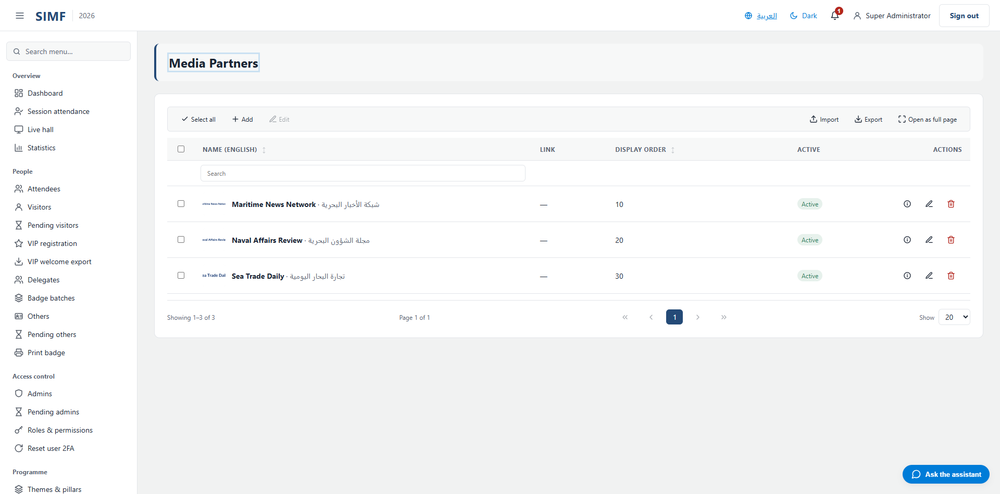 SIMF 2026 العربية Dark 1 Super Administrator Sign out
Search menu...
Overview
Dashboard
Session attendance
Live hall
Statistics
People
Attendees
Visitors
Pending visitors
VIP registration
VIP welcome export
Delegates
Badge batches
Others
Pending others
Print badge
Access control
Admins
Pending admins
Roles & permissions
Reset user 2FA
Programme
Themes & pillars
Media Partners
Select all Add Edit Import Export Open as full page
NAME (ENGLISH) LINK DISPLAY ORDER ACTIVE ACTIONS
Search
Maritime News Network · شبكة الأخبار البحرية — 10 Active
Naval Affairs Review · مجلة الشؤون البحرية — 20 Active
Sea Trade Daily · تجارة البحار اليومية — 30 Active
Showing 1–3 of 3 Page 1 of 1 « ‹ 1 › » Show 20
Ask the assistant